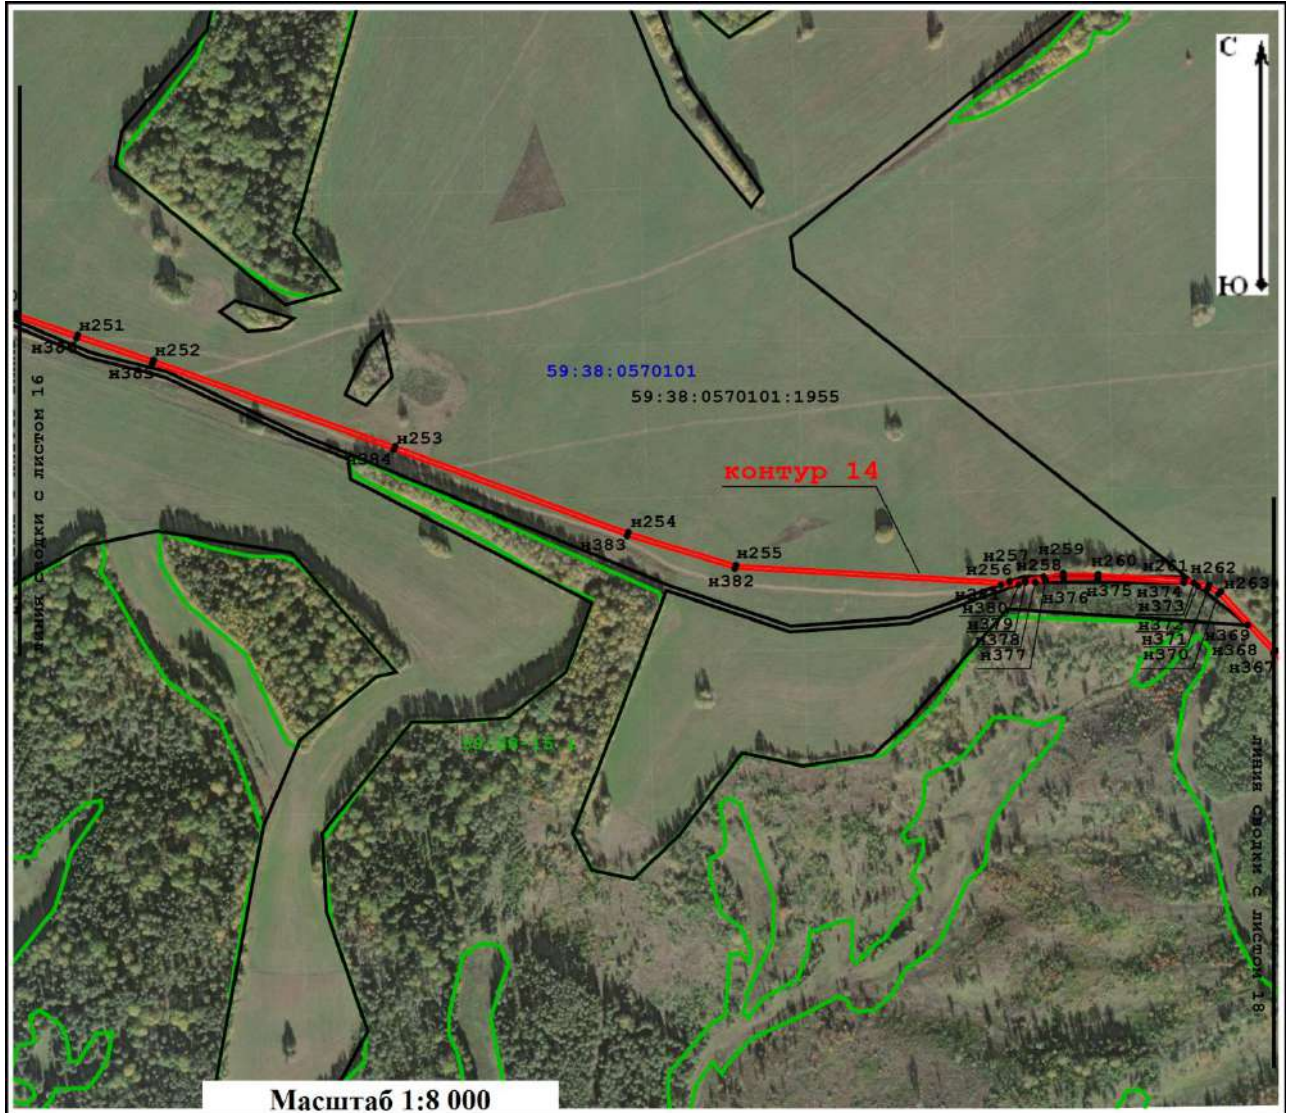 С
Ю
н251
н252
н383
59:38:0570101
59:38:0570101:1955
линия сводки с листом 16
н253
н384
контур 14
н254
н383
н255
н382
н259
н257
н256
н258
н260
н261
н262
н263
н380
н376
н375
н374
н373
н379
н372
н378
н371
н369
н377
н370
н368
н367
линия сводки с листом 18
Масштаб 1:8 000